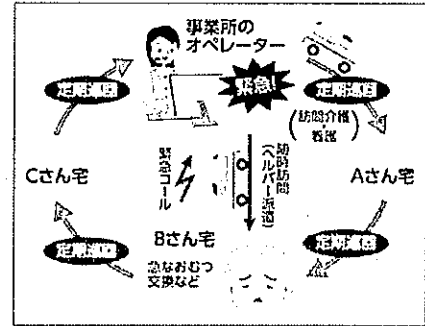 事業所の
オペレーター
緊急!
定期巡回
定期巡回
(訪問介護・
看護)
Cさん宅
緊急コール
随時訪問
(ヘルパー派遣)
Aさん宅
Bさん宅
定期巡回
定期巡回
急なおむつ
交換など